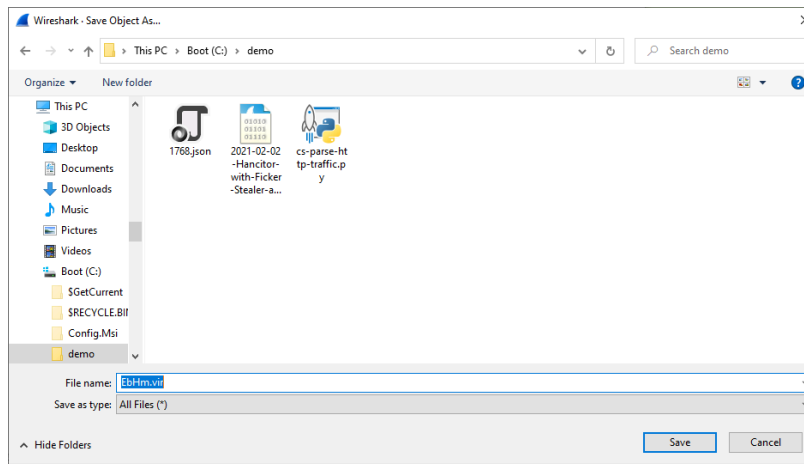 Wireshark · Save Object As...
This PC > Boot (C:) > demo
Search demo
Organize
New folder
This PC
3D Objects
Desktop
Documents
Downloads
Music
Pictures
Videos
Boot (C:)
$GetCurrent
$RECYCLE.BIN
Config.Msi
demo
1768.json
2021-02-02
-Hancitor-
with-Ficker
-Stealer-a...
cs-parse-ht
tp-traffic.p
y
File name: EbHm.vir
Save as type: All Files (*)
Hide Folders
Save
Cancel